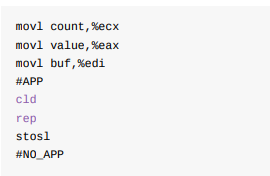 movl count,%ecx
movl value,%eax
movl buf,%edi
#APP
cld
rep
stosl
#NO_APP